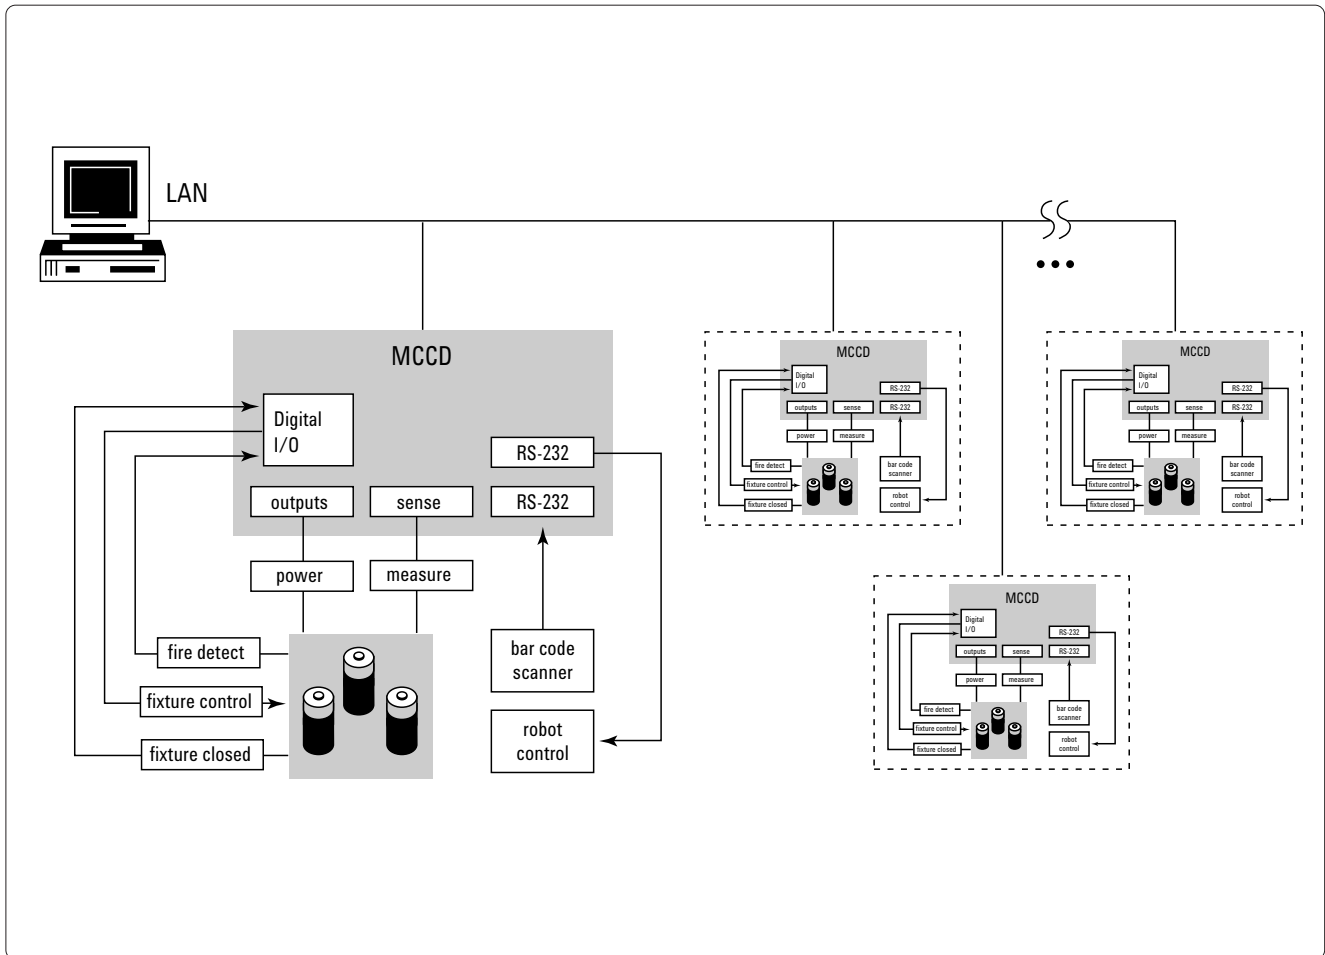 LAN
MCCD
Digital
I/O
RS-232
outputs
sense
RS-232
power
measure
fire detect
bar code
scanner
fixture control
robot
control
fixture closed
MCCD
Digital
I/O
RS-232
outputs
sense
RS-232
power
measure
fire detect
bar code
scanner
fixture control
robot
control
fixture closed
MCCD
Digital
I/O
RS-232
outputs
sense
RS-232
power
measure
fire detect
bar code
scanner
fixture control
robot
control
fixture closed
MCCD
Digital
I/O
RS-232
outputs
sense
RS-232
power
measure
fire detect
bar code
scanner
fixture control
robot
control
fixture closed